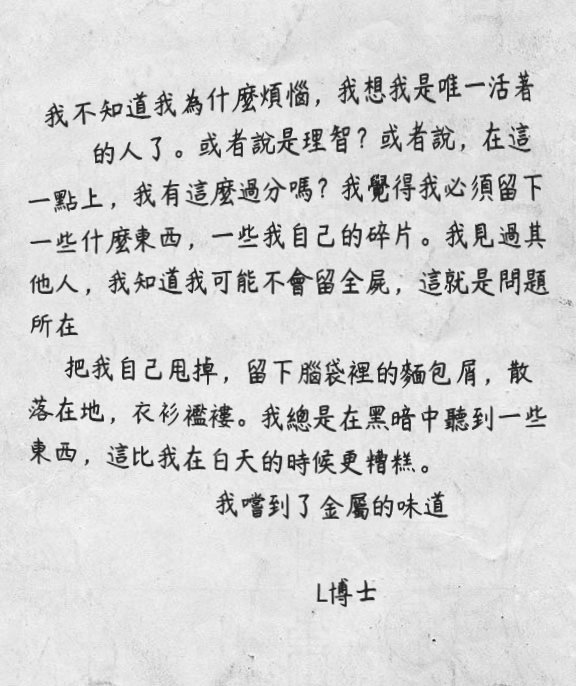 我不知道我為什麼煩惱，我想我是唯一活著
的人了。或者說是理智？或者說，在這
一點上，我有這麼過分嗎？我覺得我必須留下
一些什麼東西，一些我自己的碎片。我見過其
他人，我知道我可能不會留全屍，這就是問題
所在
把我自己甩掉，留下腦袋裡的麵包屑，散
落在地，衣衫襤褸。我總是在黑暗中聽到一些
東西，這比我在白天的時候更糟糕。
我嚐到了金屬的味道
L博士